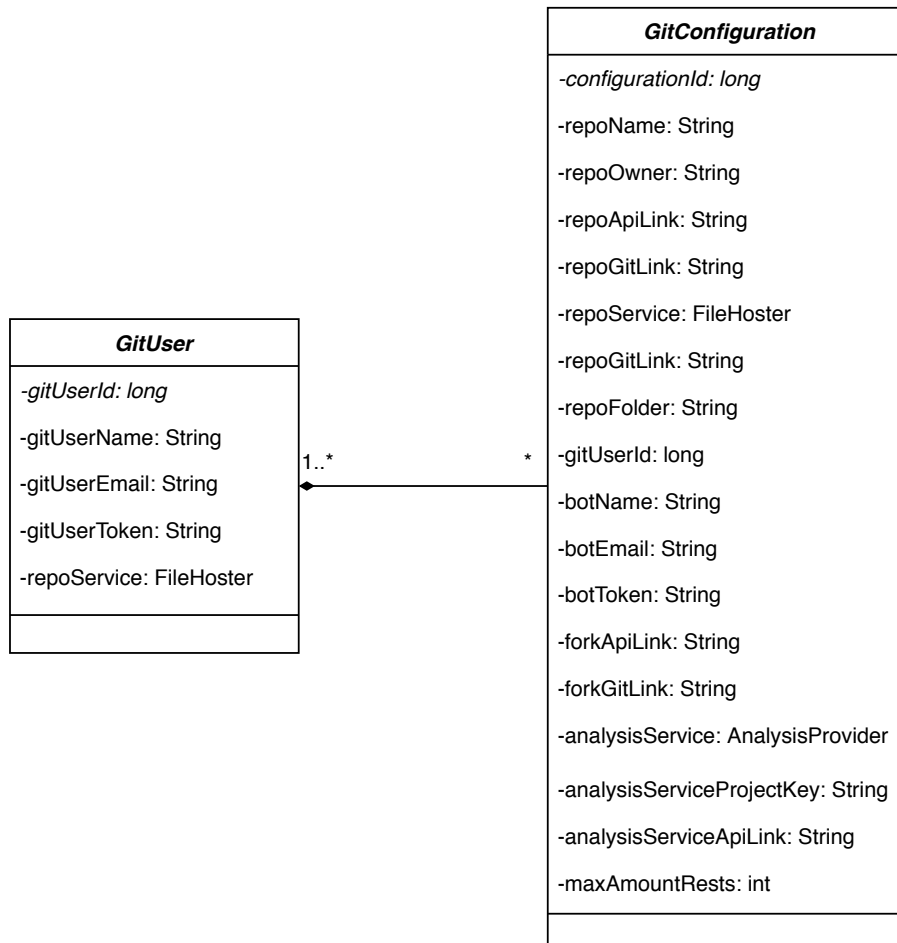 GitConfiguration
-configurationId: long
-repoName: String
-repoOwner: String
-repoApiLink: String
-repoGitLink: String
-repoService: FileHoster
-repoGitLink: String
-repoFolder: String
-gitUserId: long
-botName: String
-botEmail: String
-botToken: String
-forkApiLink: String
-forkGitLink: String
-analysisService: AnalysisProvider
-analysisServiceProjectKey: String
-analysisServiceApiLink: String
-maxAmountRests: int
GitUser
-gitUserId: long
-gitUserName: String
-gitUserEmail: String
-gitUserToken: String
-repoService: FileHoster
1..*
*